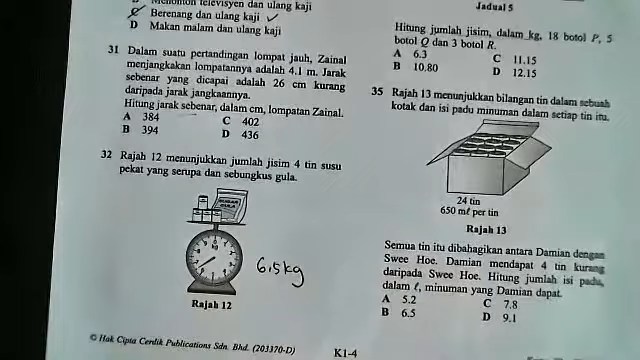 D Menonton televisyen dan ulang kaji
C Berenang dan ulang kaji ✓
D Makan malam dan ulang kaji
31 Dalam suatu pertandingan lompat jauh, Zainal
menjangkakan lompatannya adalah 4.1 m. Jarak
sebenar yang dicapai adalah 26 cm kurang
daripada jarak jangkaannya.
Hitung jarak sebenar, dalam cm, lompatan Zainal.
A 384 C 402
B 394 D 436
32 Rajah 12 menunjukkan jumlah jisim 4 tin susu
pekat yang serupa dan sebungkus gula.
GULA
kg
6.5kg
Rajah 12
© Hak Cipta Cerdik Publications Sdn. Bhd. (203370-D)
K1-4
Jadual 5
Hitung jumlah jisim, dalam kg, 18 botol P, 5
botol Q dan 3 botol R.
A 6.3 C 11.15
B 10.80 D 12.15
35 Rajah 13 menunjukkan bilangan tin dalam sebuah
kotak dan isi padu minuman dalam setiap tin itu.
24 tin
650 mℓ per tin
Rajah 13
Semua tin itu dibahagikan antara Damian dengan
Swee Hoe. Damian mendapat 4 tin kurang
daripada Swee Hoe. Hitung jumlah isi padu,
dalam ℓ, minuman yang Damian dapat.
A 5.2 C 7.8
B 6.5 D 9.1